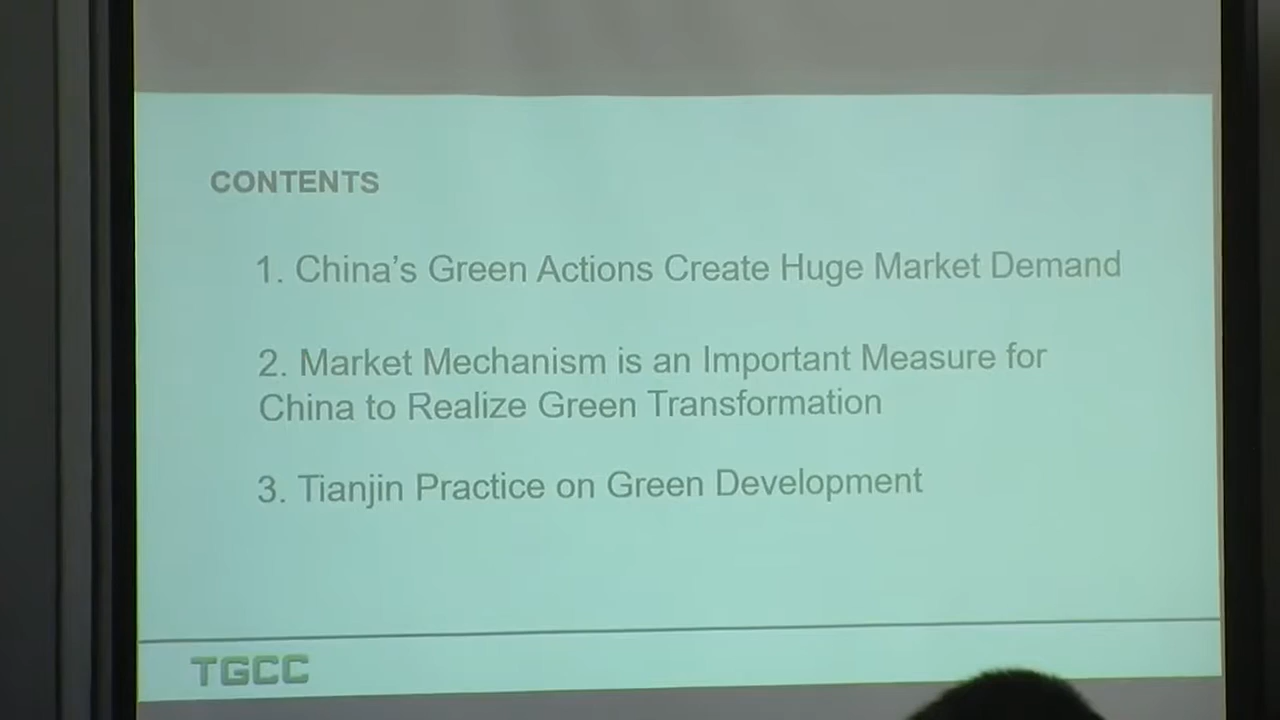 CONTENTS
1. China’s Green Actions Create Huge Market Demand
2. Market Mechanism is an Important Measure for
China to Realize Green Transformation
3. Tianjin Practice on Green Development
TGCC